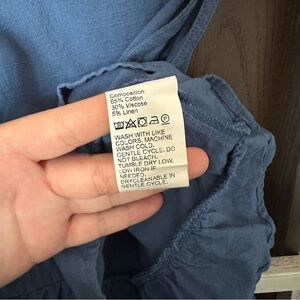 Composition:
65% Cotton
30% Viscose
5% Linen
WASH WITH LIKE
COLORS. MACHINE
WASH COLD.
GENTLE CYCLE. DO
NOT BLEACH.
TUMBLE DRY LOW.
LOW IRON IF
NEEDED.
DRYCLEANABLE IN
GENTLE CYCLE.